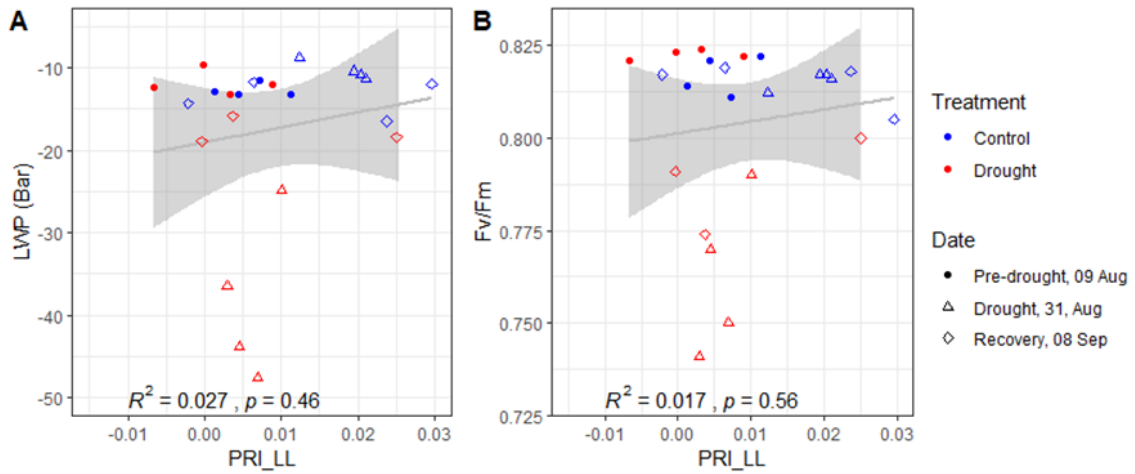 A
LWP (Bar)
-10
-20
-30
-40
-50
R² = 0.027 , p = 0.46
-0.01 0.00 0.01 0.02 0.03
PRI_LL
B
Fv/Fm
0.825
0.800
0.775
0.750
0.725
R² = 0.017 , p = 0.56
-0.01 0.00 0.01 0.02 0.03
PRI_LL
Treatment
Control
Drought
Date
Pre-drought, 09 Aug
Drought, 31, Aug
Recovery, 08 Sep